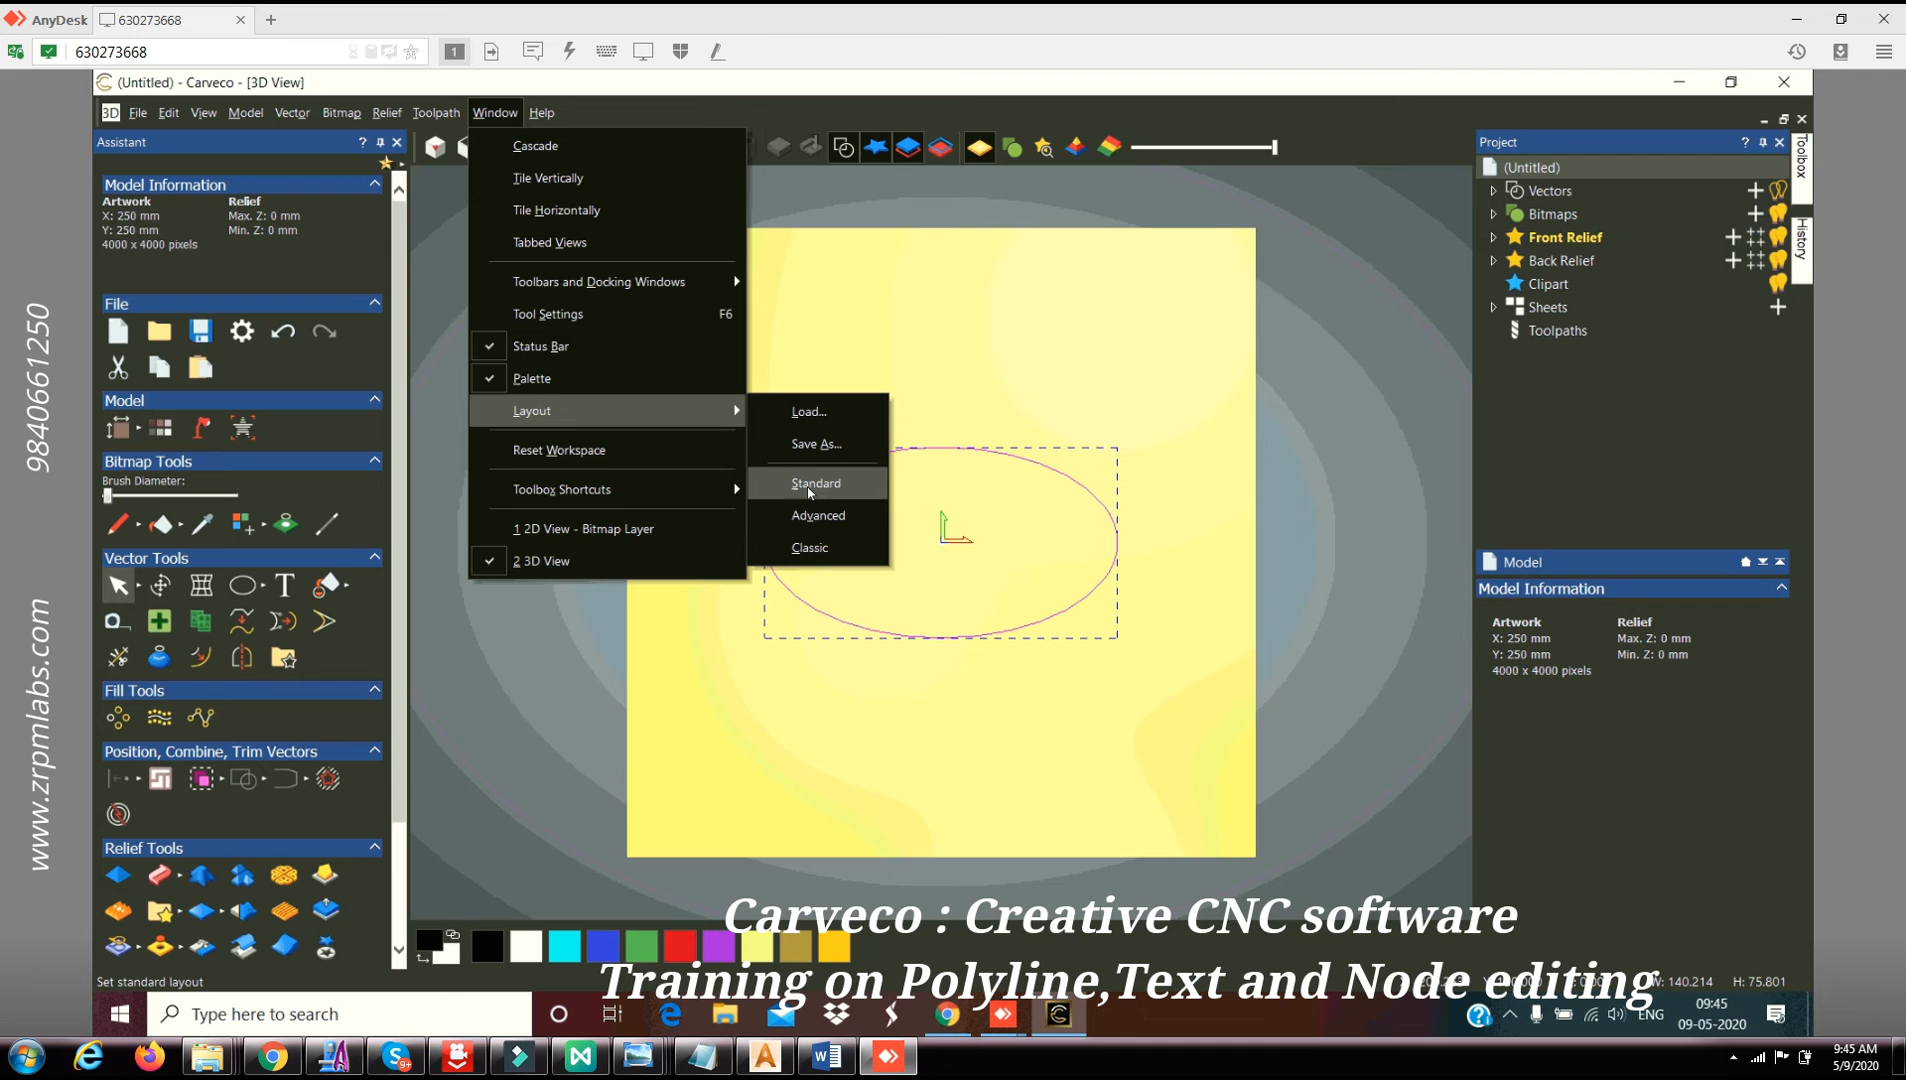 AnyDesk 630273668
630273668 1
(Untitled) - Carveco - [3D View]
3D File Edit View Model Vector Bitmap Relief Toolpath Window Help
Assistant ?
Model Information
Artwork Relief
X: 250 mm Max. Z: 0 mm
Y: 250 mm Min. Z: 0 mm
4000 x 4000 pixels
File
Model
Bitmap Tools
Brush Diameter:
Vector Tools
Fill Tools
Position, Combine, Trim Vectors
Relief Tools
Set standard layout
Cascade
Tile Vertically
Tile Horizontally
Tabbed Views
Toolbars and Docking Windows
Tool Settings F6
Status Bar
Palette
Layout
Reset Workspace
Toolbox Shortcuts
1 2D View - Bitmap Layer
2 3D View
Load...
Save As...
Standard
Advanced
Classic
Project ?
(Untitled)
Vectors
Bitmaps
Front Relief
Back Relief
Clipart
Sheets
Toolpaths
Toolbox
History
Model
Model Information
Artwork Relief
X: 250 mm Max. Z: 0 mm
Y: 250 mm Min. Z: 0 mm
4000 x 4000 pixels
9840661250
www.zrpmlabs.com
Carveco : Creative CNC software
Training on Polyline,Text and Node editing
W: 140.214 H: 75.801
Type here to search
ENG
09:45
09-05-2020
9:45 AM
5/9/2020